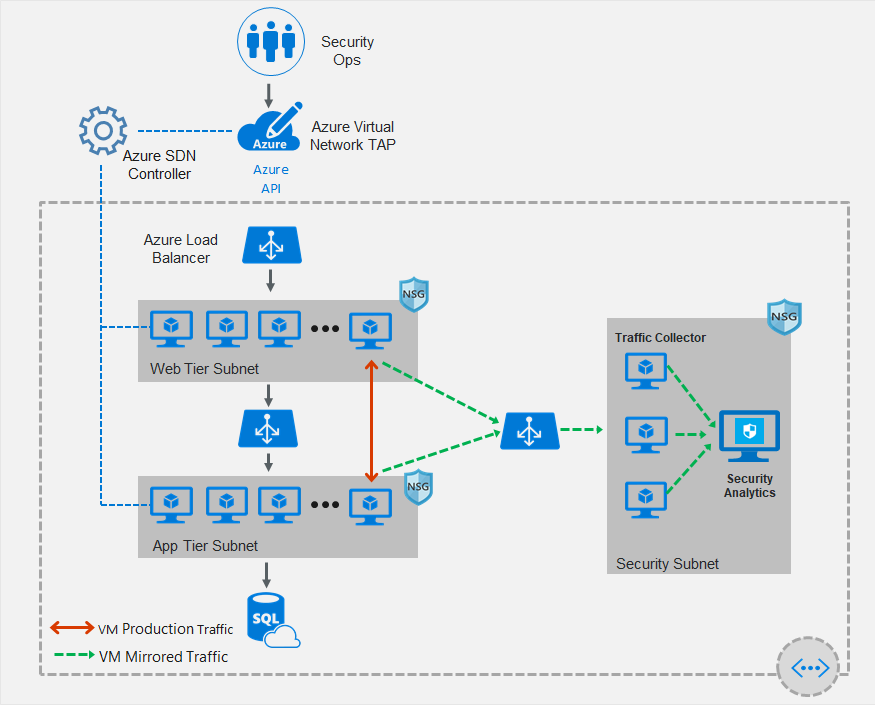 Security
Ops
Azure
Azure Virtual
Network TAP
Azure SDN
Controller
Azure
API
Azure Load
Balancer
NSG
Web Tier Subnet
NSG
Traffic Collector
Security
Analytics
Security Subnet
NSG
App Tier Subnet
SQL
VM Production Traffic
VM Mirrored Traffic